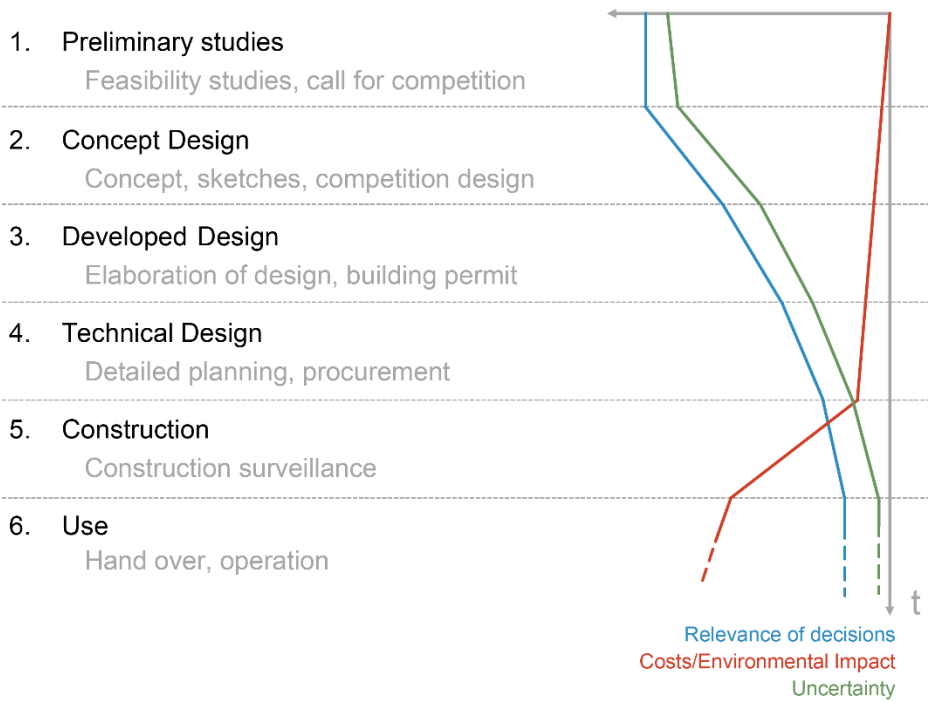 1. Preliminary studies
Feasibility studies, call for competition
2. Concept Design
Concept, sketches, competition design
3. Developed Design
Elaboration of design, building permit
4. Technical Design
Detailed planning, procurement
5. Construction
Construction surveillance
6. Use
Hand over, operation
t
Relevance of decisions
Costs/Environmental Impact
Uncertainty